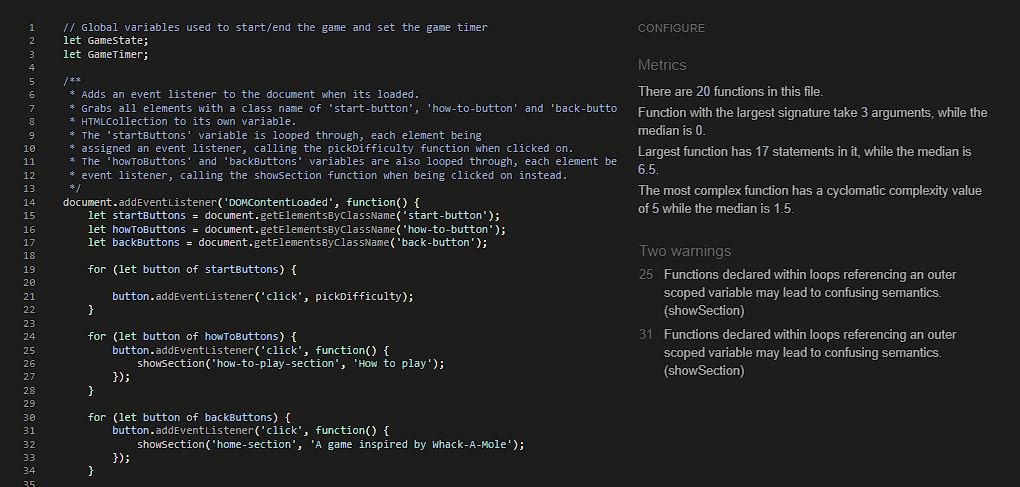 1 // Global variables used to start/end the game and set the game timer
2 let GameState;
3 let GameTimer;
4
5 /**
6 * Adds an event listener to the document when its loaded.
7 * Grabs all elements with a class name of 'start-button', 'how-to-button' and 'back-butto
8 * HTMLCollection to its own variable.
9 * The 'startButtons' variable is looped through, each element being
10 * assigned an event listener, calling the pickDifficulty function when clicked on.
11 * The 'howToButtons' and 'backButtons' variables are also looped through, each element be
12 * event listener, calling the showSection function when being clicked on instead.
13 */
14 document.addEventListener('DOMContentLoaded', function() {
15 let startButtons = document.getElementsByClassName('start-button');
16 let howToButtons = document.getElementsByClassName('how-to-button');
17 let backButtons = document.getElementsByClassName('back-button');
18
19 for (let button of startButtons) {
20
21 button.addEventListener('click', pickDifficulty);
22 }
23
24 for (let button of howToButtons) {
25 button.addEventListener('click', function() {
26 showSection('how-to-play-section', 'How to play');
27 });
28 }
29
30 for (let button of backButtons) {
31 button.addEventListener('click', function() {
32 showSection('home-section', 'A game inspired by Whack-A-Mole');
33 });
34 }
35
CONFIGURE
Metrics
There are 20 functions in this file.
Function with the largest signature take 3 arguments, while the
median is 0.
Largest function has 17 statements in it, while the median is
6.5.
The most complex function has a cyclomatic complexity value
of 5 while the median is 1.5.
Two warnings
25 Functions declared within loops referencing an outer
scoped variable may lead to confusing semantics.
(showSection)
31 Functions declared within loops referencing an outer
scoped variable may lead to confusing semantics.
(showSection)